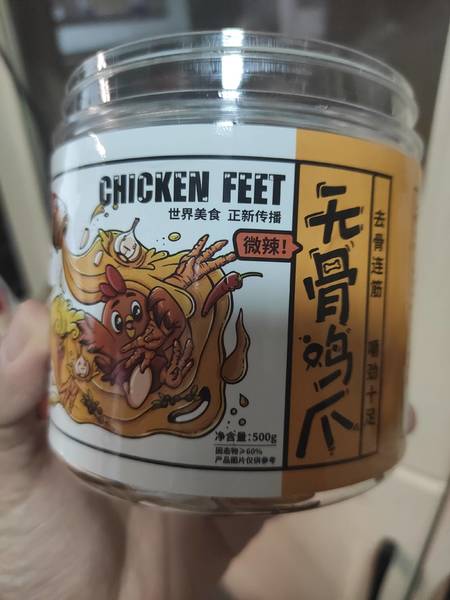 CHICKEN FEET
世界美食 正新传播
微辣!
无骨鸡爪
去骨连筋 嚼劲十足
净含量:500g
固态物≥60%
产品图片仅供参考